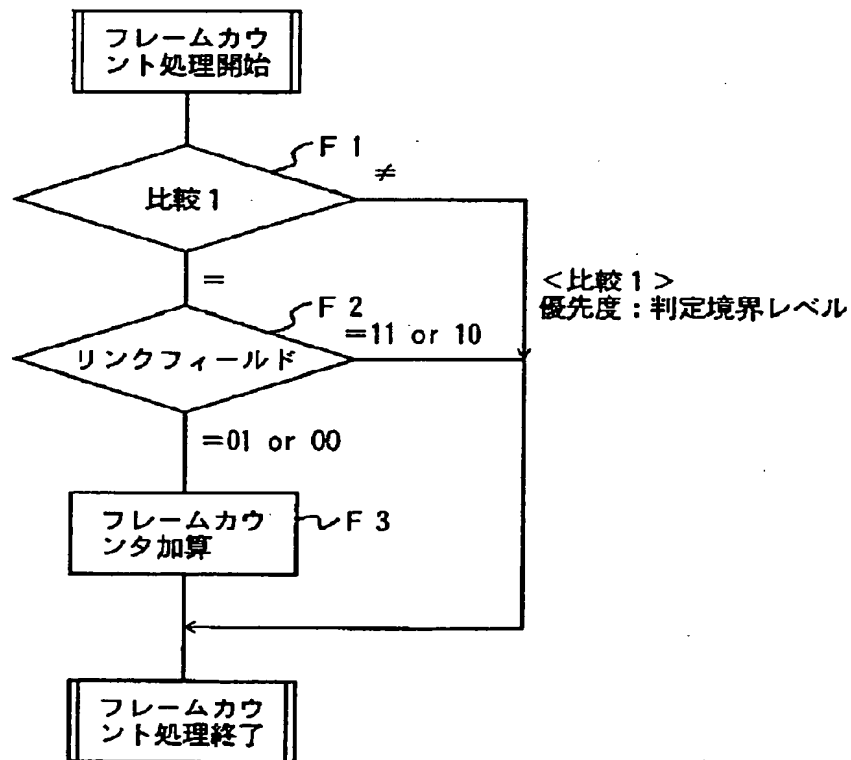 フレームカウ
ント処理開始
F 1
≠
比較1
=
<比較1>
優先度:判定境界レベル
F 2
=11 or 10
リンクフィールド
=01 or 00
フレームカウ
ンタ加算
F 3
フレームカウ
ント処理終了